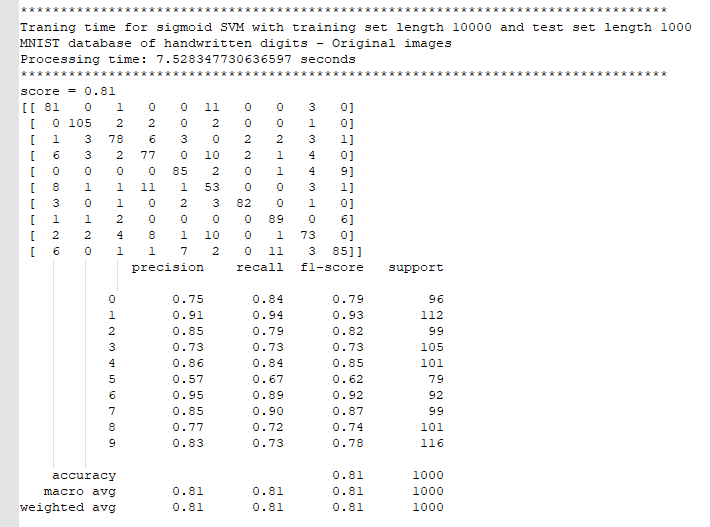 *********************************************************************************
Traning time for sigmoid SVM with training set length 10000 and test set length 1000
MNIST database of handwritten digits - Original images
Processing time: 7.528347730636597 seconds
*********************************************************************************
score = 0.81
[[ 81   0   1   0   0  11   0   0   3   0]
 [  0 105   2   2   0   2   0   0   1   0]
 [  1   3  78   6   3   0   2   2   3   1]
 [  6   3   2  77   0  10   2   1   4   0]
 [  0   0   0   0  85   2   0   1   4   9]
 [  8   1   1  11   1  53   0   0   3   1]
 [  3   0   1   0   2   3  82   0   1   0]
 [  1   1   2   0   0   0   0  89   0   6]
 [  2   2   4   8   1  10   0   1  73   0]
 [  6   0   1   1   7   2   0  11   3  85]]
              precision    recall  f1-score   support

           0       0.75      0.84      0.79        96
           1       0.91      0.94      0.93       112
           2       0.85      0.79      0.82        99
           3       0.73      0.73      0.73       105
           4       0.86      0.84      0.85       101
           5       0.57      0.67      0.62        79
           6       0.95      0.89      0.92        92
           7       0.85      0.90      0.87        99
           8       0.77      0.72      0.74       101
           9       0.83      0.73      0.78       116

    accuracy                           0.81      1000
   macro avg       0.81      0.81      0.81      1000
weighted avg       0.81      0.81      0.81      1000